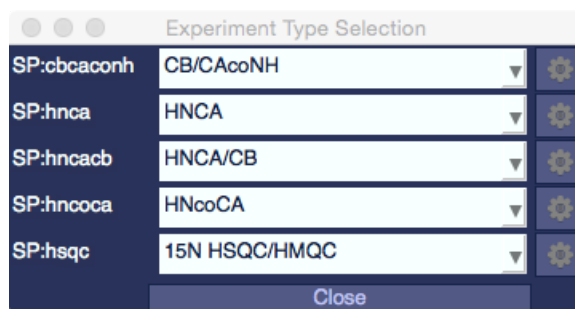 Experiment Type Selection
SP:cbcaconh CB/CAcoNH
SP:hnca HNCA
SP:hncacb HNCA/CB
SP:hncoca HNcoCA
SP:hsqc 15N HSQC/HMQC
Close